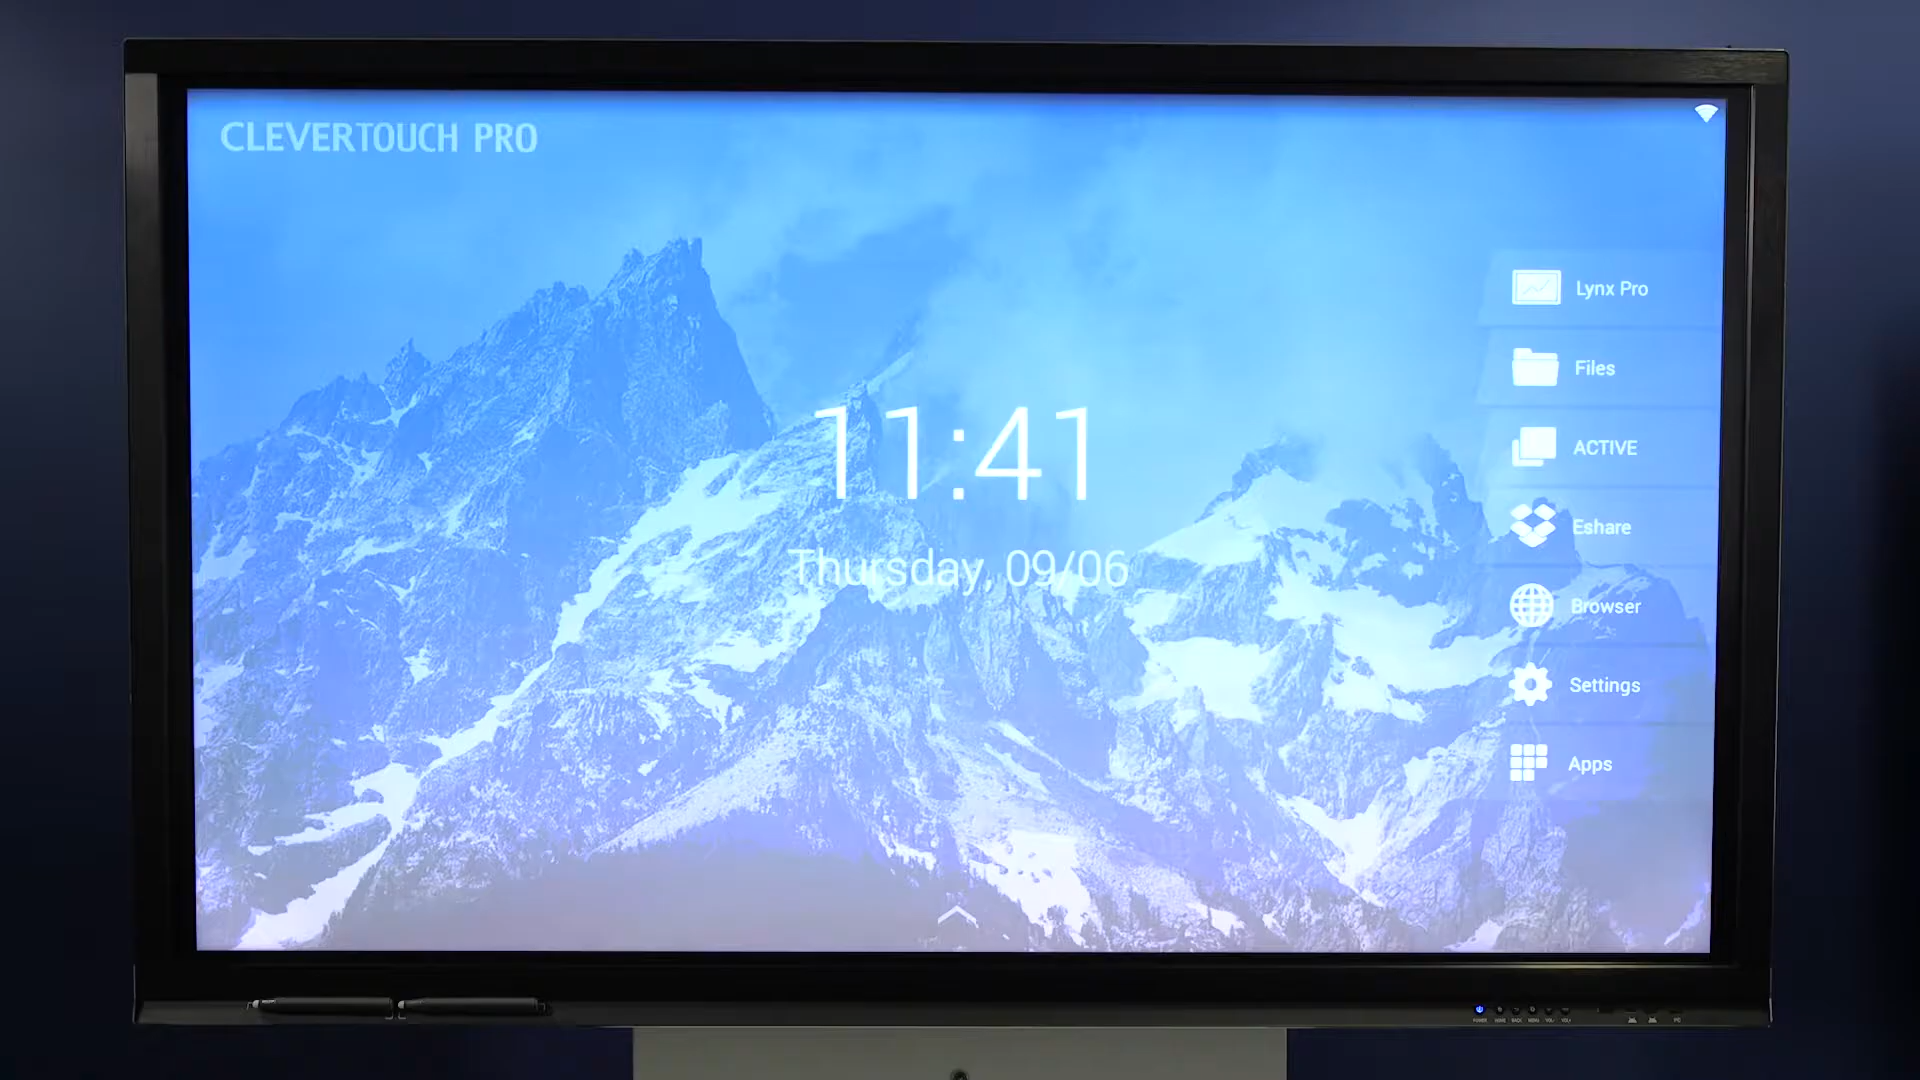 CLEVERTOUCH PRO
11:41
Thursday, 09/06
Lynx Pro
Files
ACTIVE
Eshare
Browser
Settings
Apps